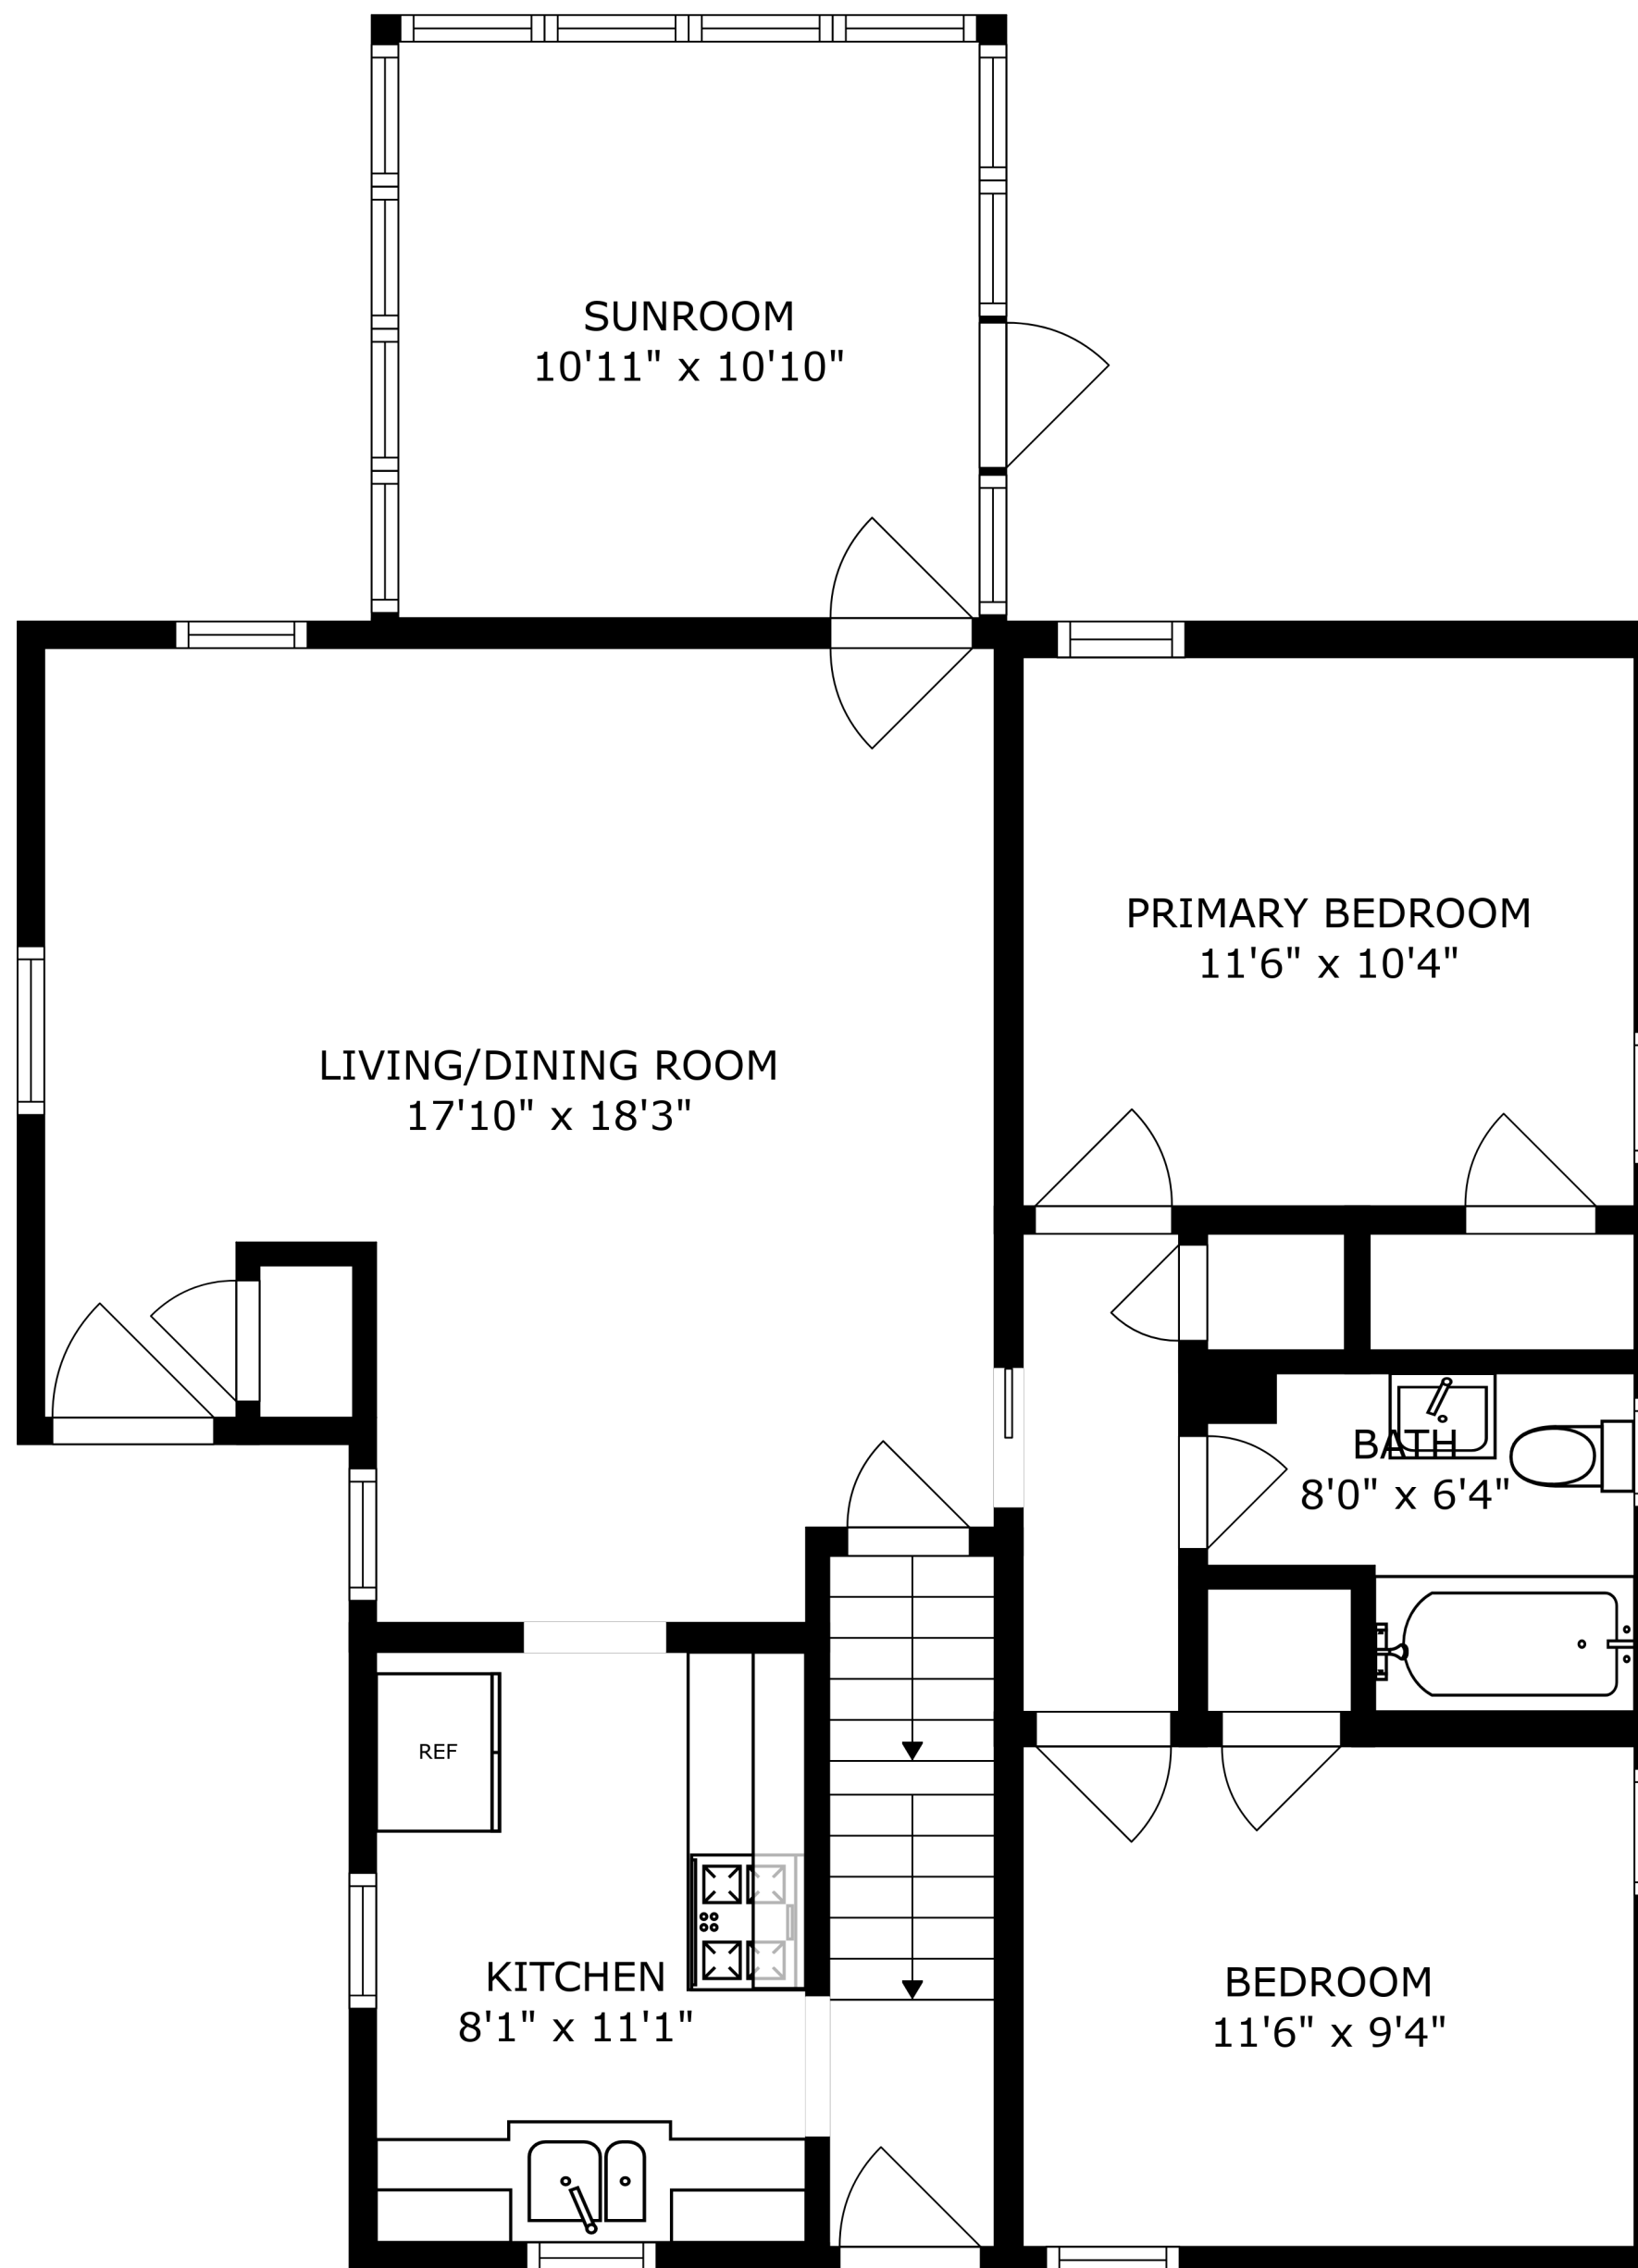 SUNROOM
10'11" x 10'10"
PRIMARY BEDROOM
11'6" x 10'4"
LIVING/DINING ROOM
17'10" x 18'3"
BATH
8'0" x 6'4"
REF
KITCHEN
8'1" x 11'1"
BEDROOM
11'6" x 9'4"